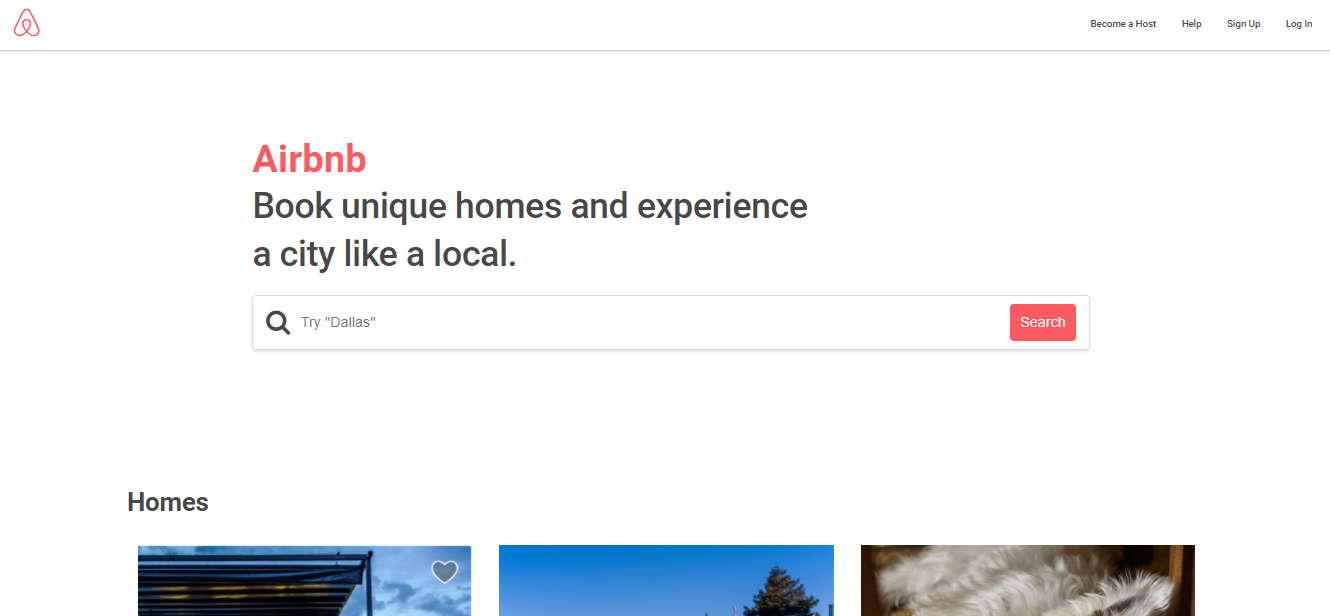 Become a Host
Help
Sign Up
Log In
Airbnb
Book unique homes and experience
a city like a local.
Try "Dallas"
Search
Homes